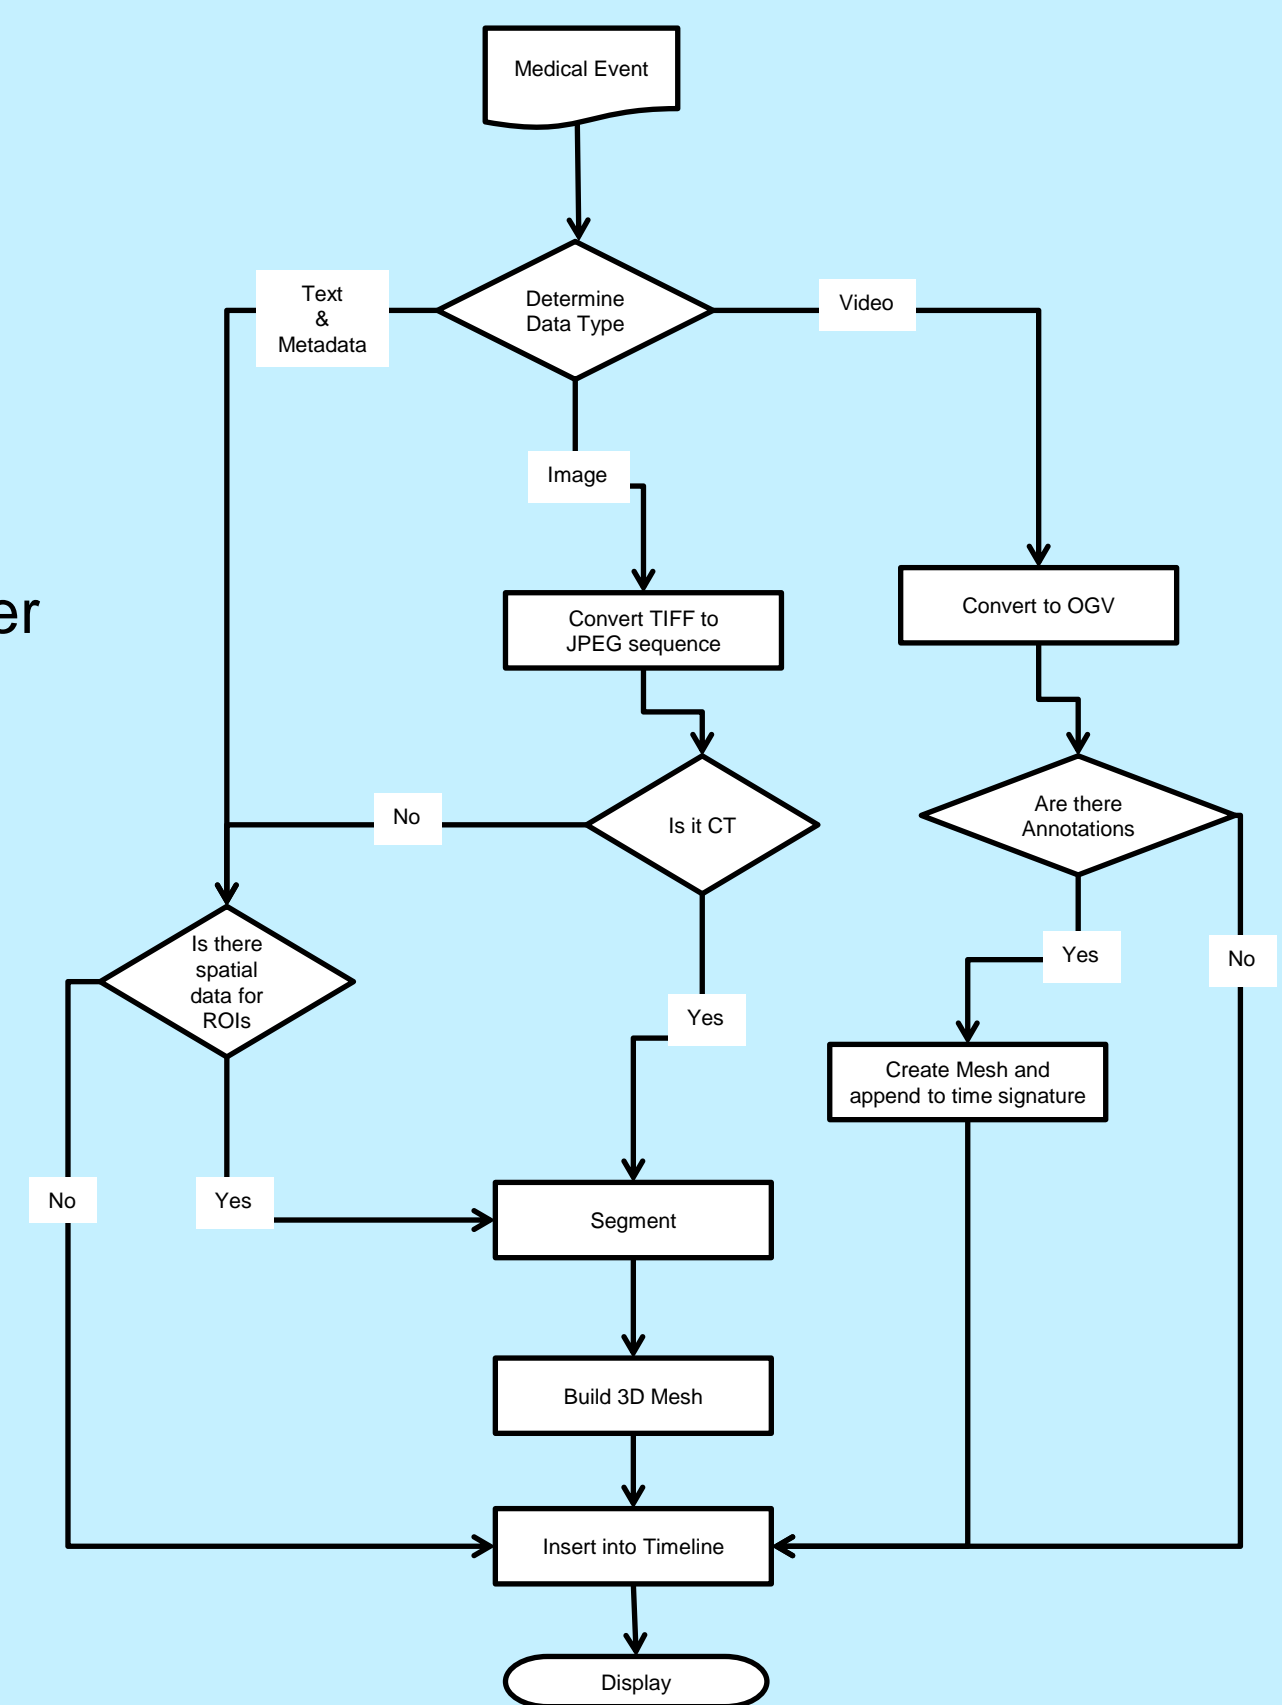 Medical Event
Determine
Data Type
Text
&
Metadata
Video
Image
er
Convert TIFF to
JPEG sequence
Convert to OGV
No
Is it CT
Are there
Annotations
Is there
spatial
data for
ROIs
Yes
Yes
No
Create Mesh and
append to time signature
No
Yes
Segment
Build 3D Mesh
Insert into Timeline
Display